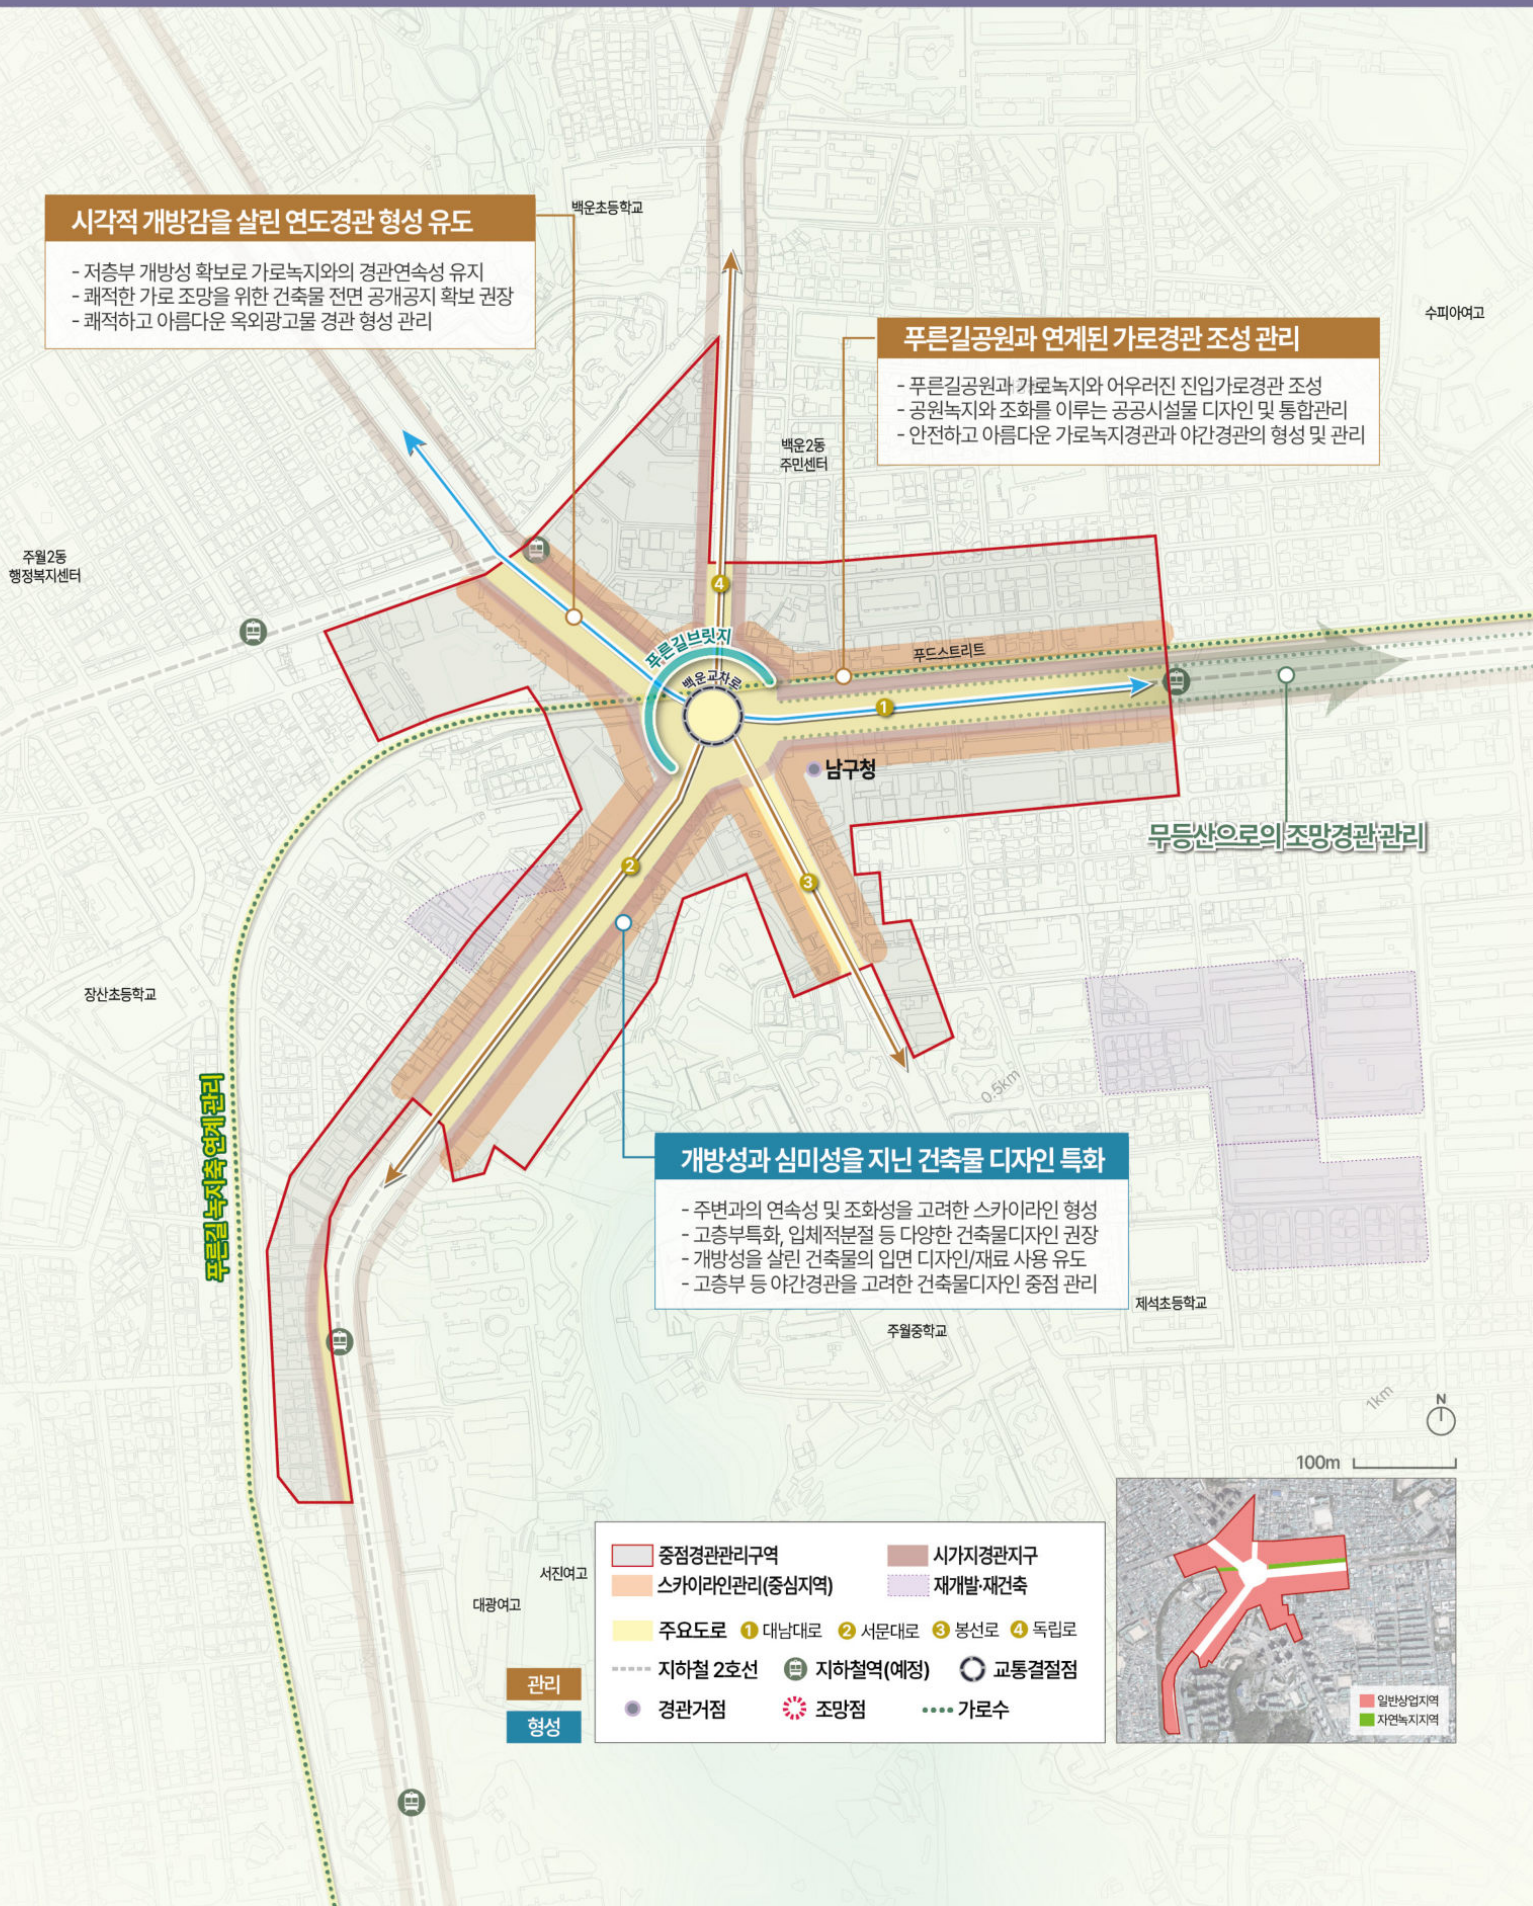 백운초등학교
시각적 개방감을 살린 연도경관 형성 유도
- 저층부 개방성 확보로 가로녹지와의 경관연속성 유지
- 쾌적한 가로 조망을 위한 건축물 전면 공개공지 확보 권장
- 쾌적하고 아름다운 옥외광고물 경관 형성 관리
수피아여고
푸른길공원과 연계된 가로경관 조성 관리
- 푸른길공원과 가로녹지와 어우러진 진입가로경관 조성
- 공원녹지와 조화를 이루는 공공시설물 디자인 및 통합관리
- 안전하고 아름다운 가로녹지경관과 야간경관의 형성 및 관리
백운2동
주민센터
주월2동
행정복지센터
4
푸른길브릿지
푸드스트리트
백운교차로
1
남구청
무등산으로의 조망경관 관리
2
3
장산초등학교
푸른길 녹지축 연계 관리
0.5km
개방성과 심미성을 지닌 건축물 디자인 특화
- 주변과의 연속성 및 조화성을 고려한 스카이라인 형성
- 고층부특화, 입체적분절 등 다양한 건축물디자인 권장
- 개방성을 살린 건축물의 입면 디자인/재료 사용 유도
- 고층부 등 야간경관을 고려한 건축물디자인 중점 관리
제석초등학교
주월중학교
1km
N
100m
서진여고
대광여고
중점경관관리구역
시가지경관지구
스카이라인관리(중심지역)
재개발·재건축
주요도로 1 대남대로 2 서문대로 3 봉선로 4 독립로
지하철 2호선 지하철역(예정) 교통결절점
경관거점 조망점 가로수
관리
형성
일반상업지역
자연녹지지역